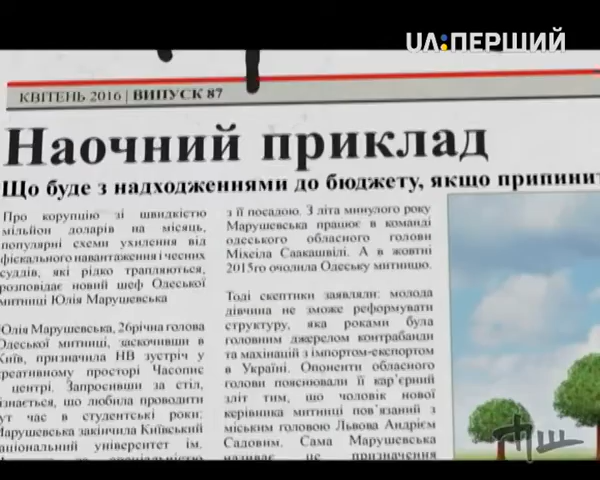 UA:ПЕРШИЙ
КВІТЕНЬ 2016 | ВИПУСК 87
Наочний приклад
Що буде з надходженнями до бюджету, якщо
Про корупцію зі швидкістю
мільйон доларів на місяць,
популярні схеми ухилення від
фіскального навантаження і чесних
суддів, які рідко трапляються,
розповідає новий шеф Одеської
митниці Юлія Марушевська
Юлія Марушевська, 26річна голова
Одеської митниці, заскочивши в
Київ, призначила НВ зустріч у
креативному просторі Часопис
в центрі. Запросивши за стіл,
що любила проводити
тут час в студентські роки:
Марушевська закінчила Київський
національний університет ім.
з її посадою. З літа минулого року
Марушевська працює в команді
одеського обласного голови
Міхеіла Саакашвілі. А в жовтні
2015го очолила Одеську митницю.
Тоді скептики заявляли: молода
дівчина не зможе реформувати
структуру, яка роками була
головним джерелом контрабанди
та махінацій з імпортом-експортом
в Україні. Опоненти обласного
голови пояснювали її кар'єрний
зліт тим, що чоловік нової
керівника митниці пов'язаний з
міським головою Львова Андрієм
Садовим. Сама Марушевська
називає це призначення